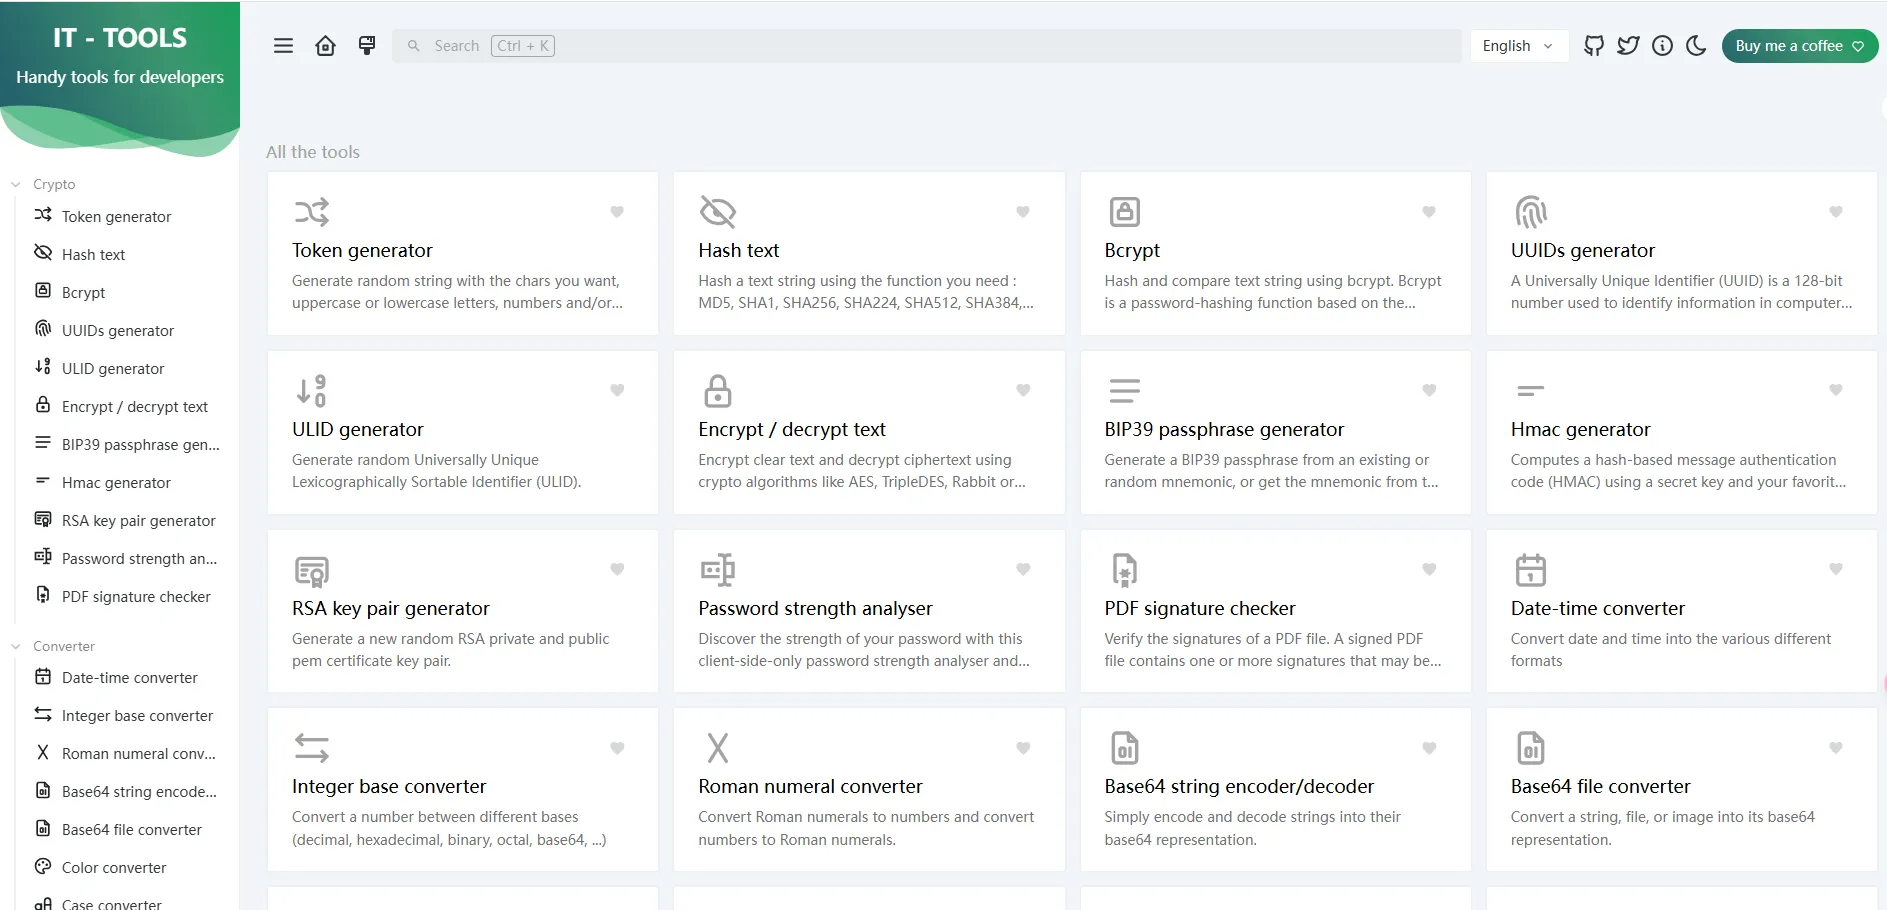 IT - TOOLS
Handy tools for developers
Crypto
Token generator
Hash text
Bcrypt
UUIDs generator
ULID generator
Encrypt / decrypt text
BIP39 passphrase gen...
Hmac generator
RSA key pair generator
Password strength an...
PDF signature checker
Converter
Date-time converter
Integer base converter
Roman numeral conv...
Base64 string encode...
Base64 file converter
Color converter
Case converter
Search Ctrl + K
English
Buy me a coffee
All the tools
Token generator
Generate random string with the chars you want,
uppercase or lowercase letters, numbers and/or...
Hash text
Hash a text string using the function you need :
MD5, SHA1, SHA256, SHA224, SHA512, SHA384,...
Bcrypt
Hash and compare text string using bcrypt. Bcrypt
is a password-hashing function based on the...
UUIDs generator
A Universally Unique Identifier (UUID) is a 128-bit
number used to identify information in computer...
ULID generator
Generate random Universally Unique
Lexicographically Sortable Identifier (ULID).
Encrypt / decrypt text
Encrypt clear text and decrypt ciphertext using
crypto algorithms like AES, TripleDES, Rabbit or...
BIP39 passphrase generator
Generate a BIP39 passphrase from an existing or
random mnemonic, or get the mnemonic from t...
Hmac generator
Computes a hash-based message authentication
code (HMAC) using a secret key and your favorit...
RSA key pair generator
Generate a new random RSA private and public
pem certificate key pair.
Password strength analyser
Discover the strength of your password with this
client-side-only password strength analyser and...
PDF signature checker
Verify the signatures of a PDF file. A signed PDF
file contains one or more signatures that may be...
Date-time converter
Convert date and time into the various different
formats
Integer base converter
Convert a number between different bases
(decimal, hexadecimal, binary, octal, base64, ...)
Roman numeral converter
Convert Roman numerals to numbers and convert
numbers to Roman numerals.
Base64 string encoder/decoder
Simply encode and decode strings into their
base64 representation.
Base64 file converter
Convert a string, file, or image into its base64
representation.